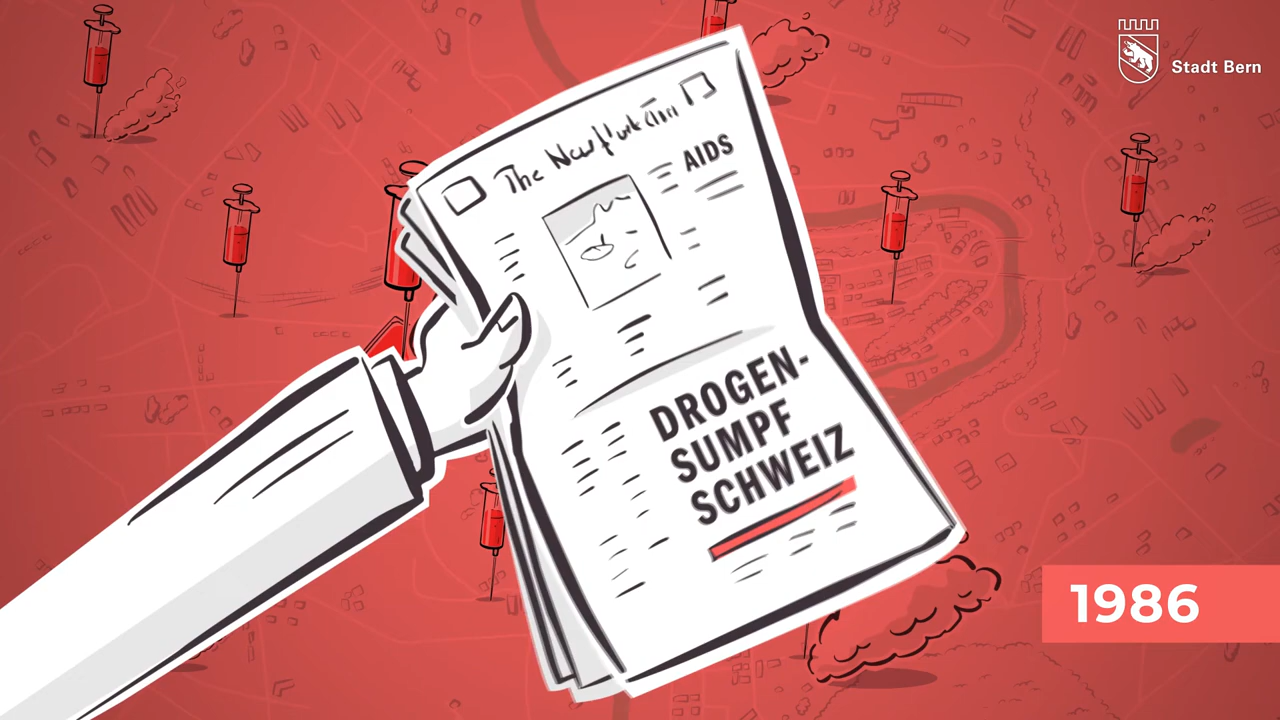 Stadt Bern
The New York Times
AIDS
DROGEN-
SUMPF
SCHWEIZ
1986